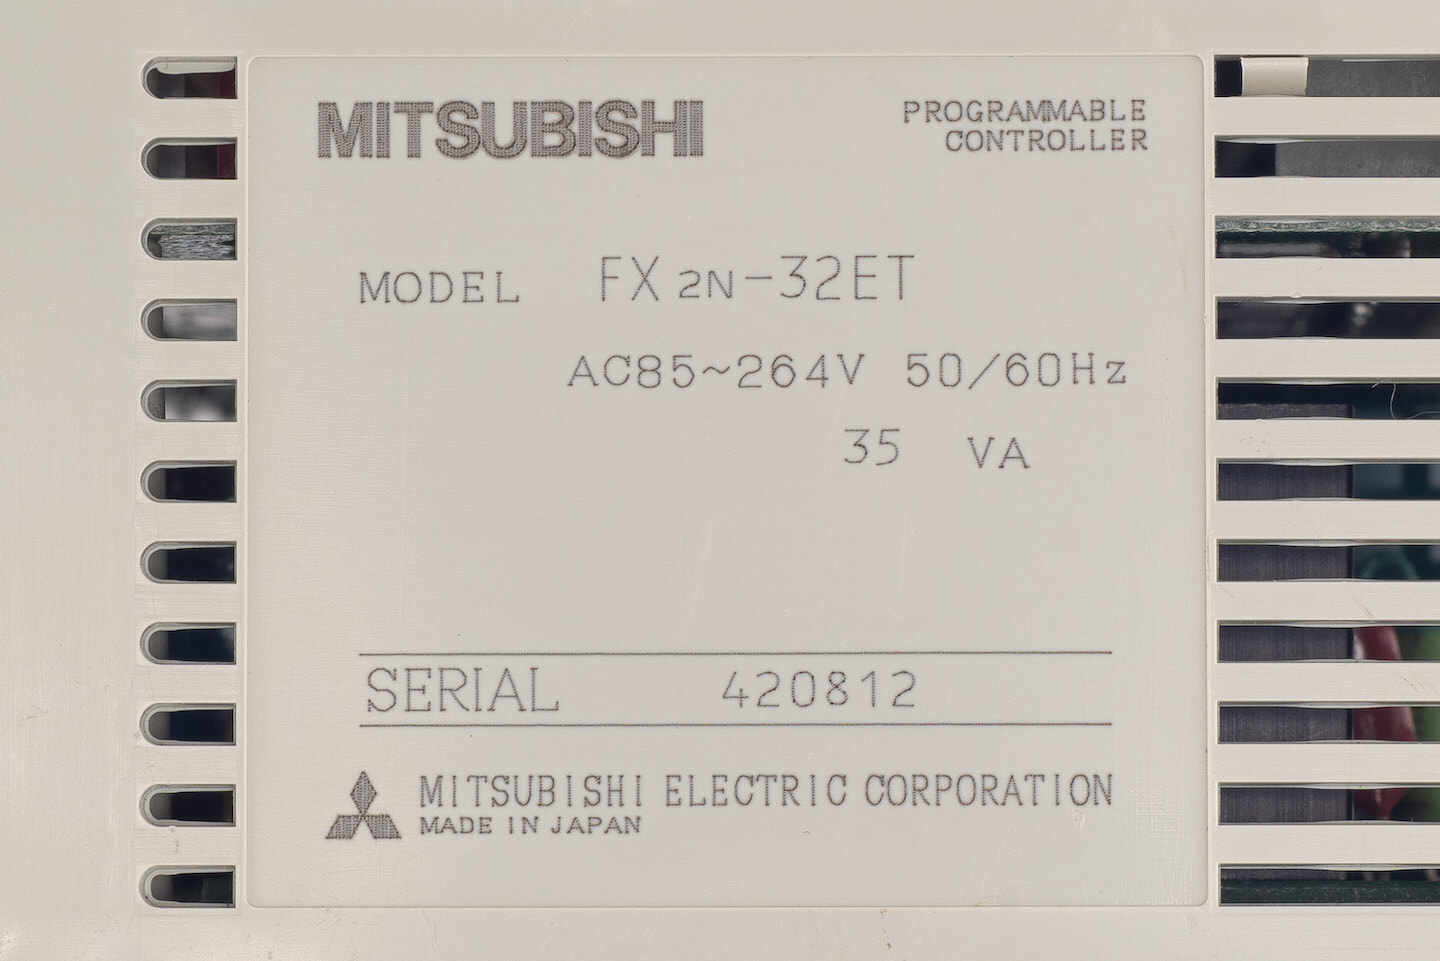 MITSUBISHI
PROGRAMMABLE
CONTROLLER
MODEL FX2N-32ET
AC85~264V 50/60Hz
35 VA
SERIAL 420812
MITSUBISHI ELECTRIC CORPORATION
MADE IN JAPAN